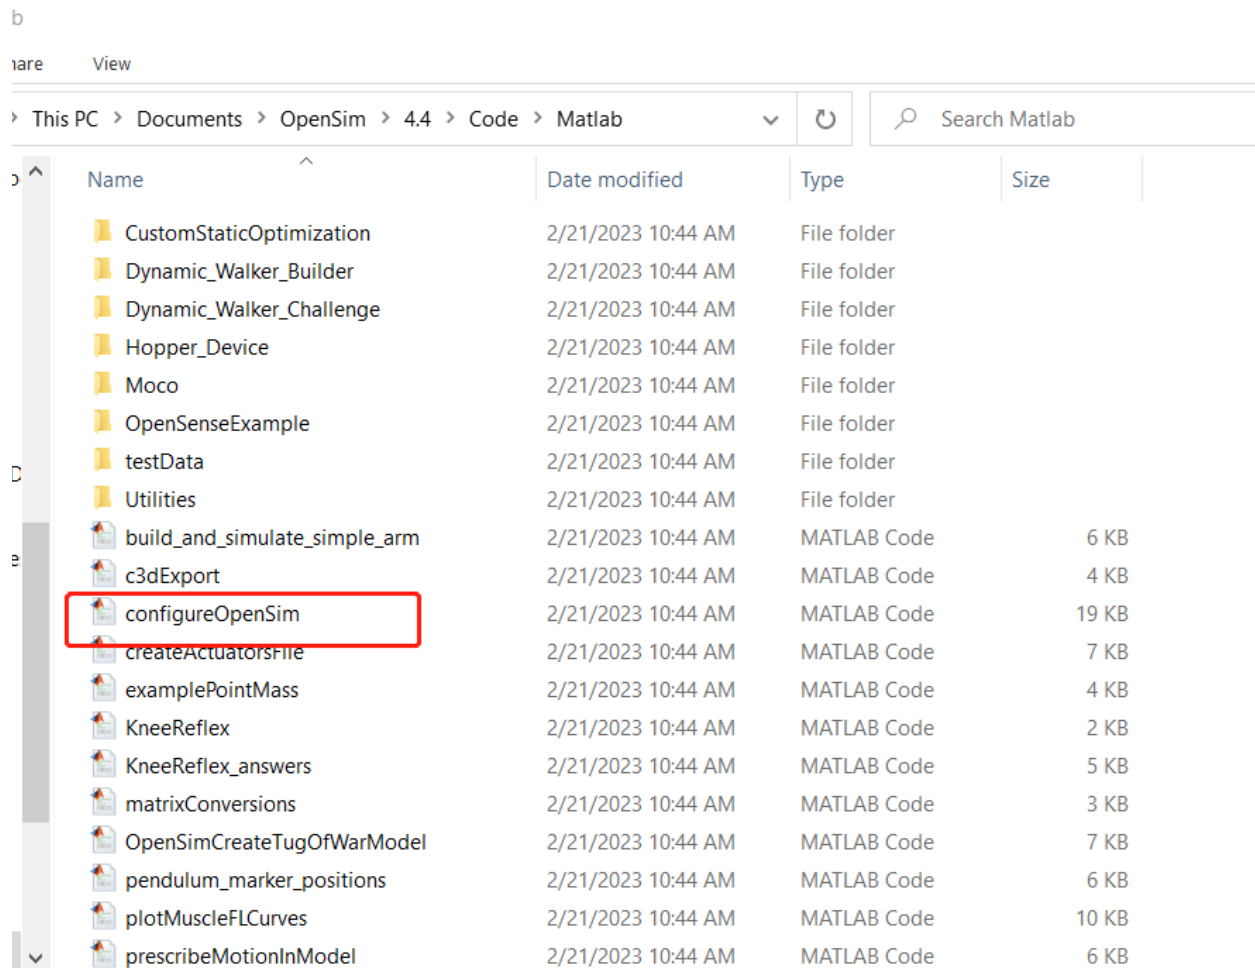 b
hare View
This PC > Documents > OpenSim > 4.4 > Code > Matlab Search Matlab
Name Date modified Type Size
CustomStaticOptimization 2/21/2023 10:44 AM File folder
Dynamic_Walker_Builder 2/21/2023 10:44 AM File folder
Dynamic_Walker_Challenge 2/21/2023 10:44 AM File folder
Hopper_Device 2/21/2023 10:44 AM File folder
Moco 2/21/2023 10:44 AM File folder
OpenSenseExample 2/21/2023 10:44 AM File folder
testData 2/21/2023 10:44 AM File folder
Utilities 2/21/2023 10:44 AM File folder
build_and_simulate_simple_arm 2/21/2023 10:44 AM MATLAB Code 6 KB
c3dExport 2/21/2023 10:44 AM MATLAB Code 4 KB
configureOpenSim 2/21/2023 10:44 AM MATLAB Code 19 KB
createActuatorsFile 2/21/2023 10:44 AM MATLAB Code 7 KB
examplePointMass 2/21/2023 10:44 AM MATLAB Code 4 KB
KneeReflex 2/21/2023 10:44 AM MATLAB Code 2 KB
KneeReflex_answers 2/21/2023 10:44 AM MATLAB Code 5 KB
matrixConversions 2/21/2023 10:44 AM MATLAB Code 3 KB
OpenSimCreateTugOfWarModel 2/21/2023 10:44 AM MATLAB Code 7 KB
pendulum_marker_positions 2/21/2023 10:44 AM MATLAB Code 6 KB
plotMuscleFLCurves 2/21/2023 10:44 AM MATLAB Code 10 KB
prescribeMotionInModel 2/21/2023 10:44 AM MATLAB Code 6 KB